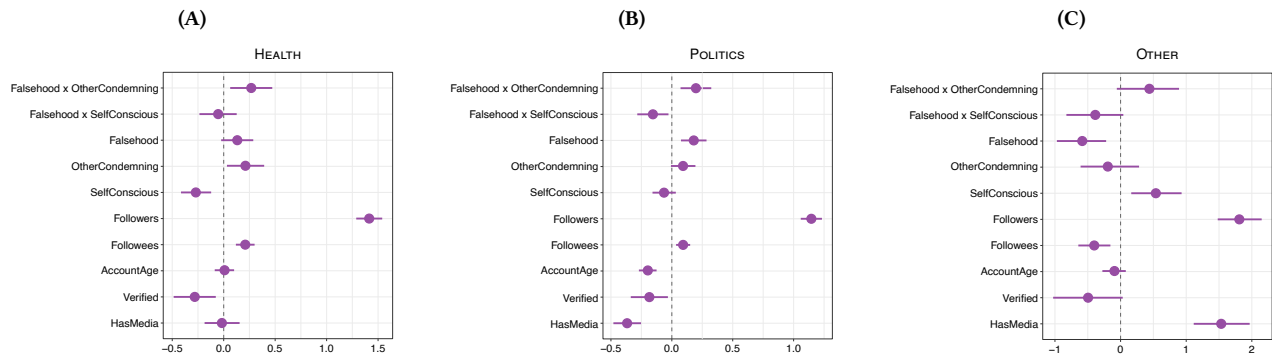 (A)
HEALTH
Falsehood x OtherCondemning
Falsehood x SelfConscious
Falsehood
OtherCondemning
SelfConscious
Followers
Followees
AccountAge
Verified
HasMedia
−0.5 0.0 0.5 1.0 1.5
(B)
POLITICS
Falsehood x OtherCondemning
Falsehood x SelfConscious
Falsehood
OtherCondemning
SelfConscious
Followers
Followees
AccountAge
Verified
HasMedia
−0.5 0.0 0.5 1.0
(C)
OTHER
Falsehood x OtherCondemning
Falsehood x SelfConscious
Falsehood
OtherCondemning
SelfConscious
Followers
Followees
AccountAge
Verified
HasMedia
−1 0 1 2